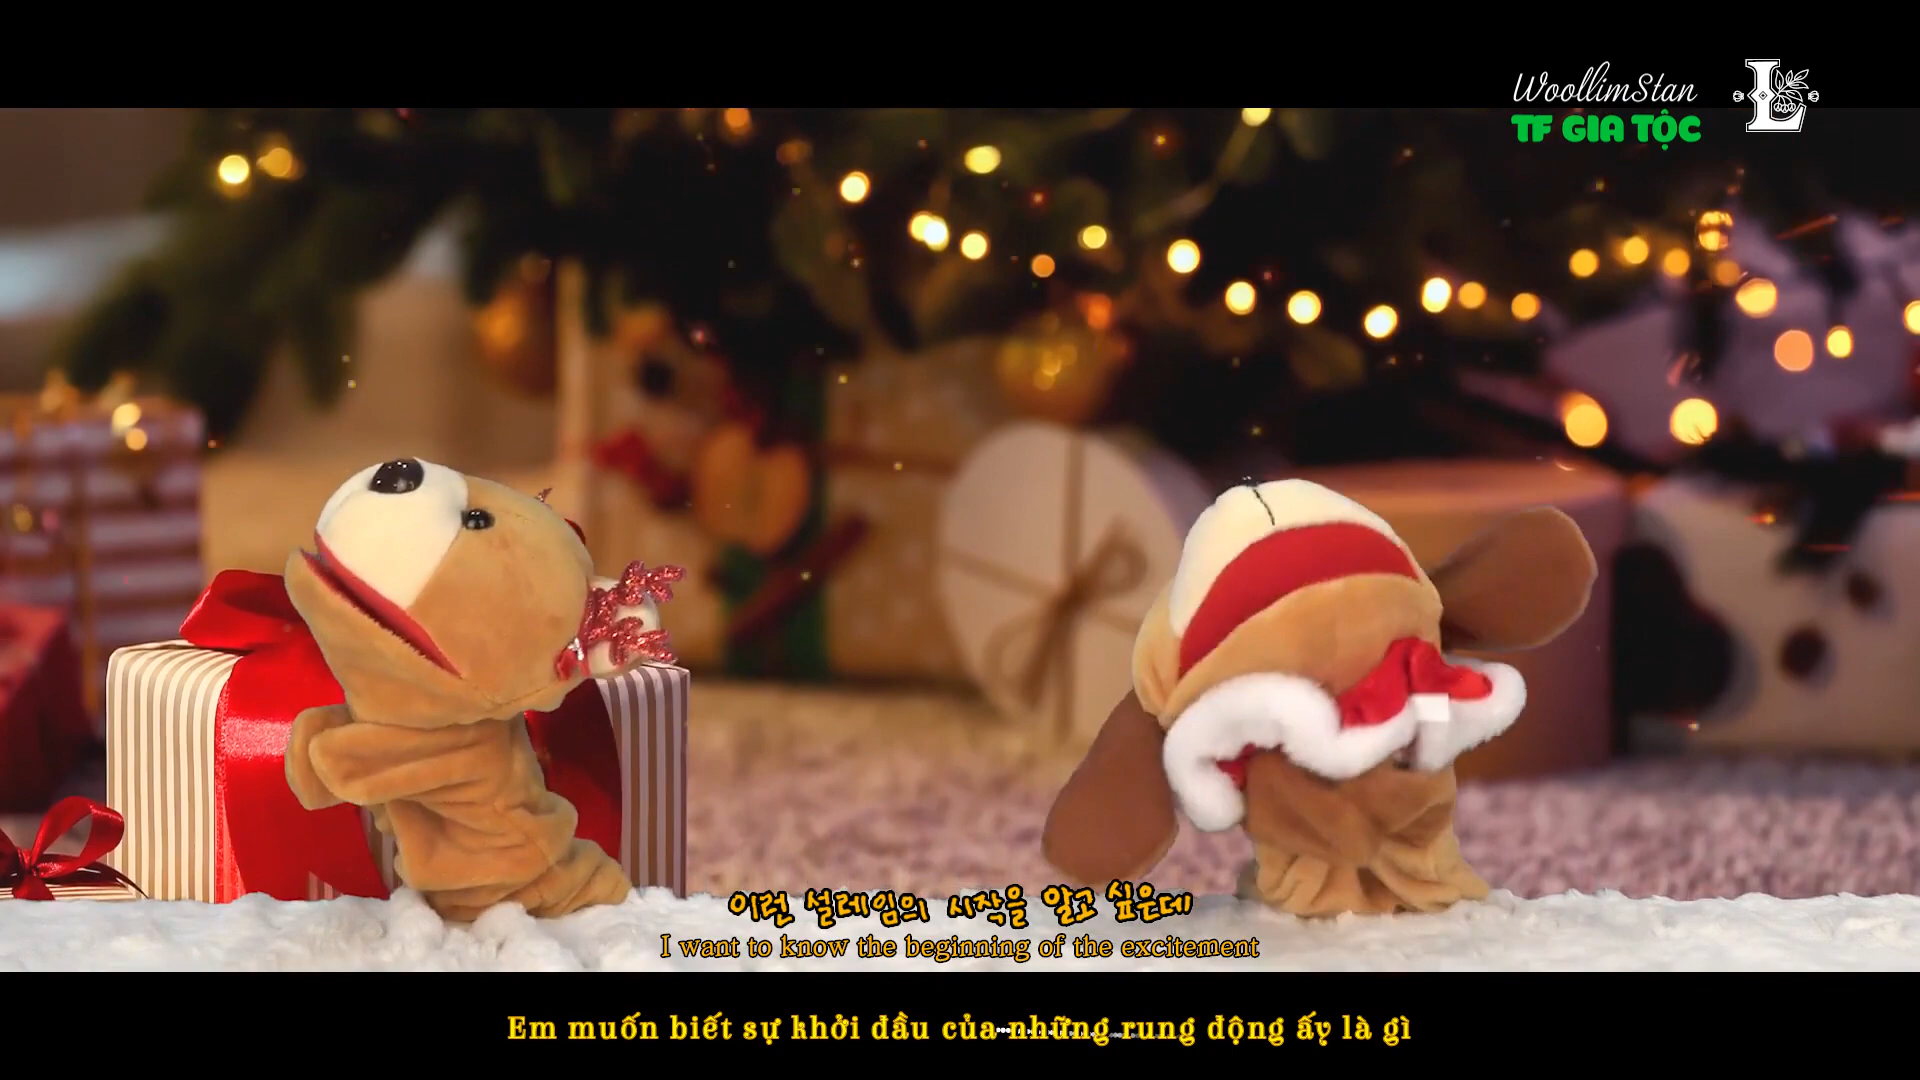 WoollimStan
TF GIA TỘC
L
이런 설레임의 시작을 알고 싶은데
I want to know the beginning of the excitement
Em muốn biết sự khởi đầu của những rung động ấy là gì